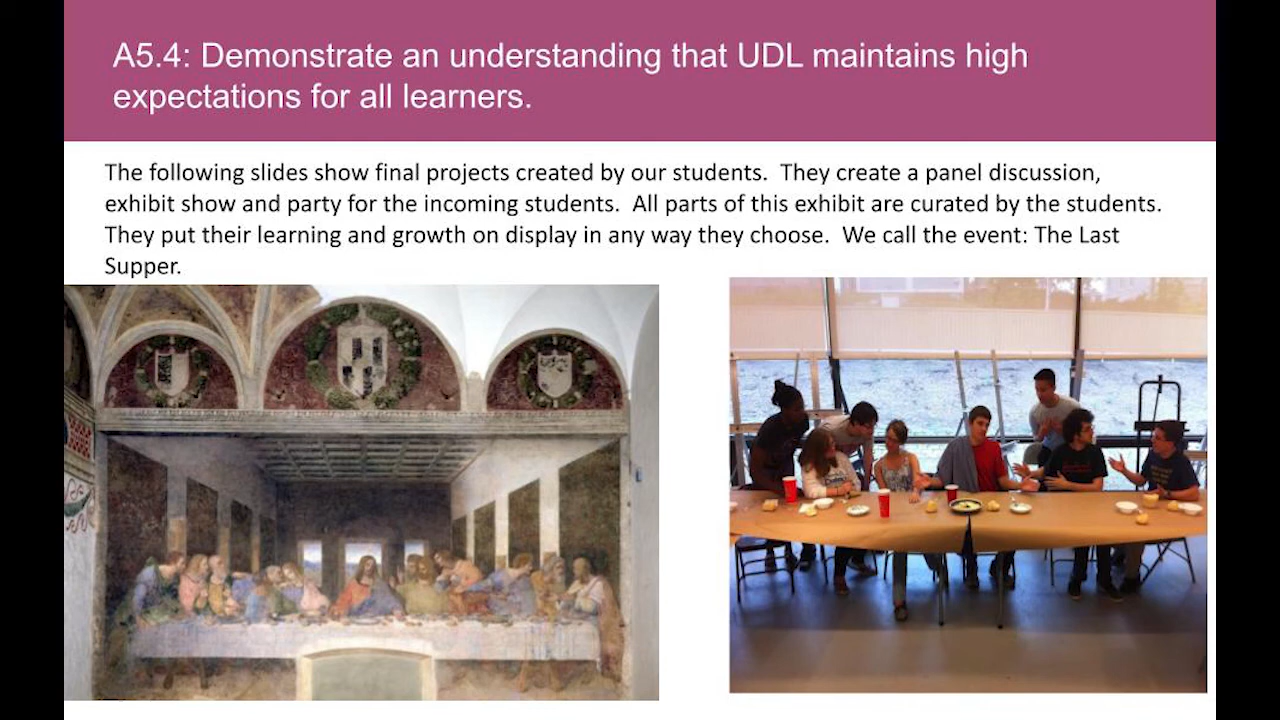 A5.4: Demonstrate an understanding that UDL maintains high
expectations for all learners.
The following slides show final projects created by our students.  They create a panel discussion,
exhibit show and party for the incoming students.  All parts of this exhibit are curated by the students.
They put their learning and growth on display in any way they choose.  We call the event: The Last
Supper.